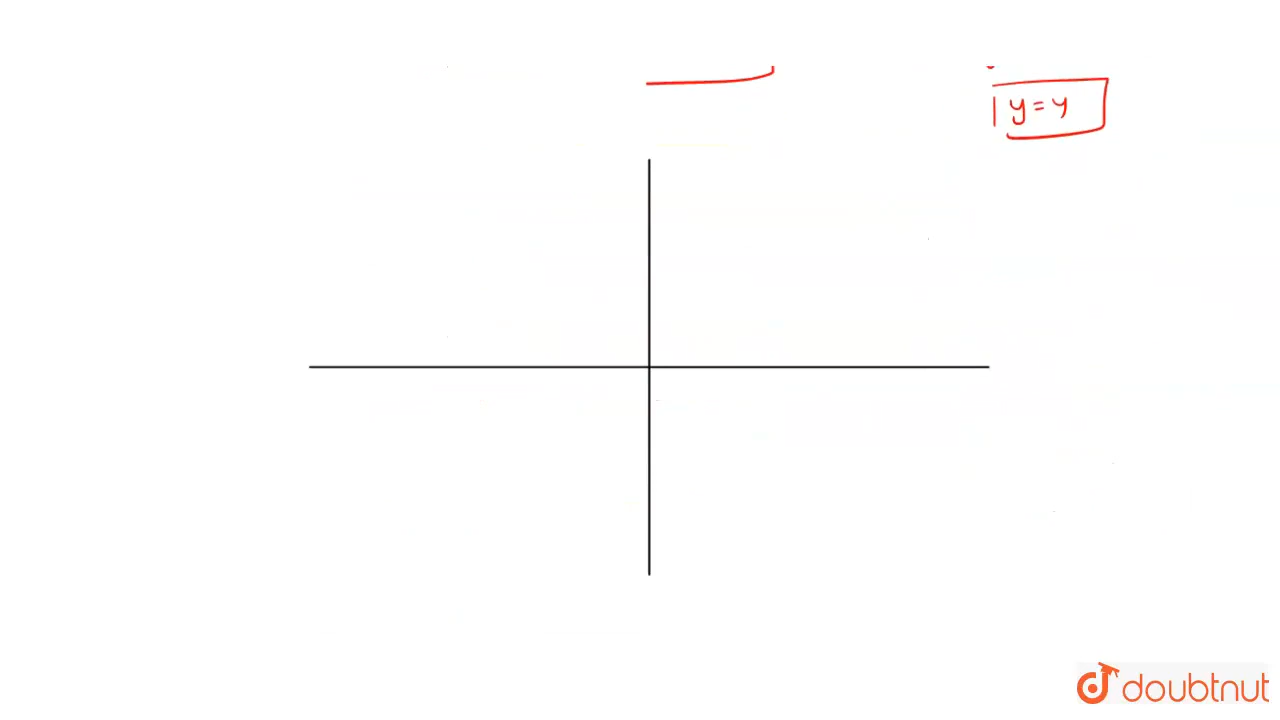 y = y
doubtnut